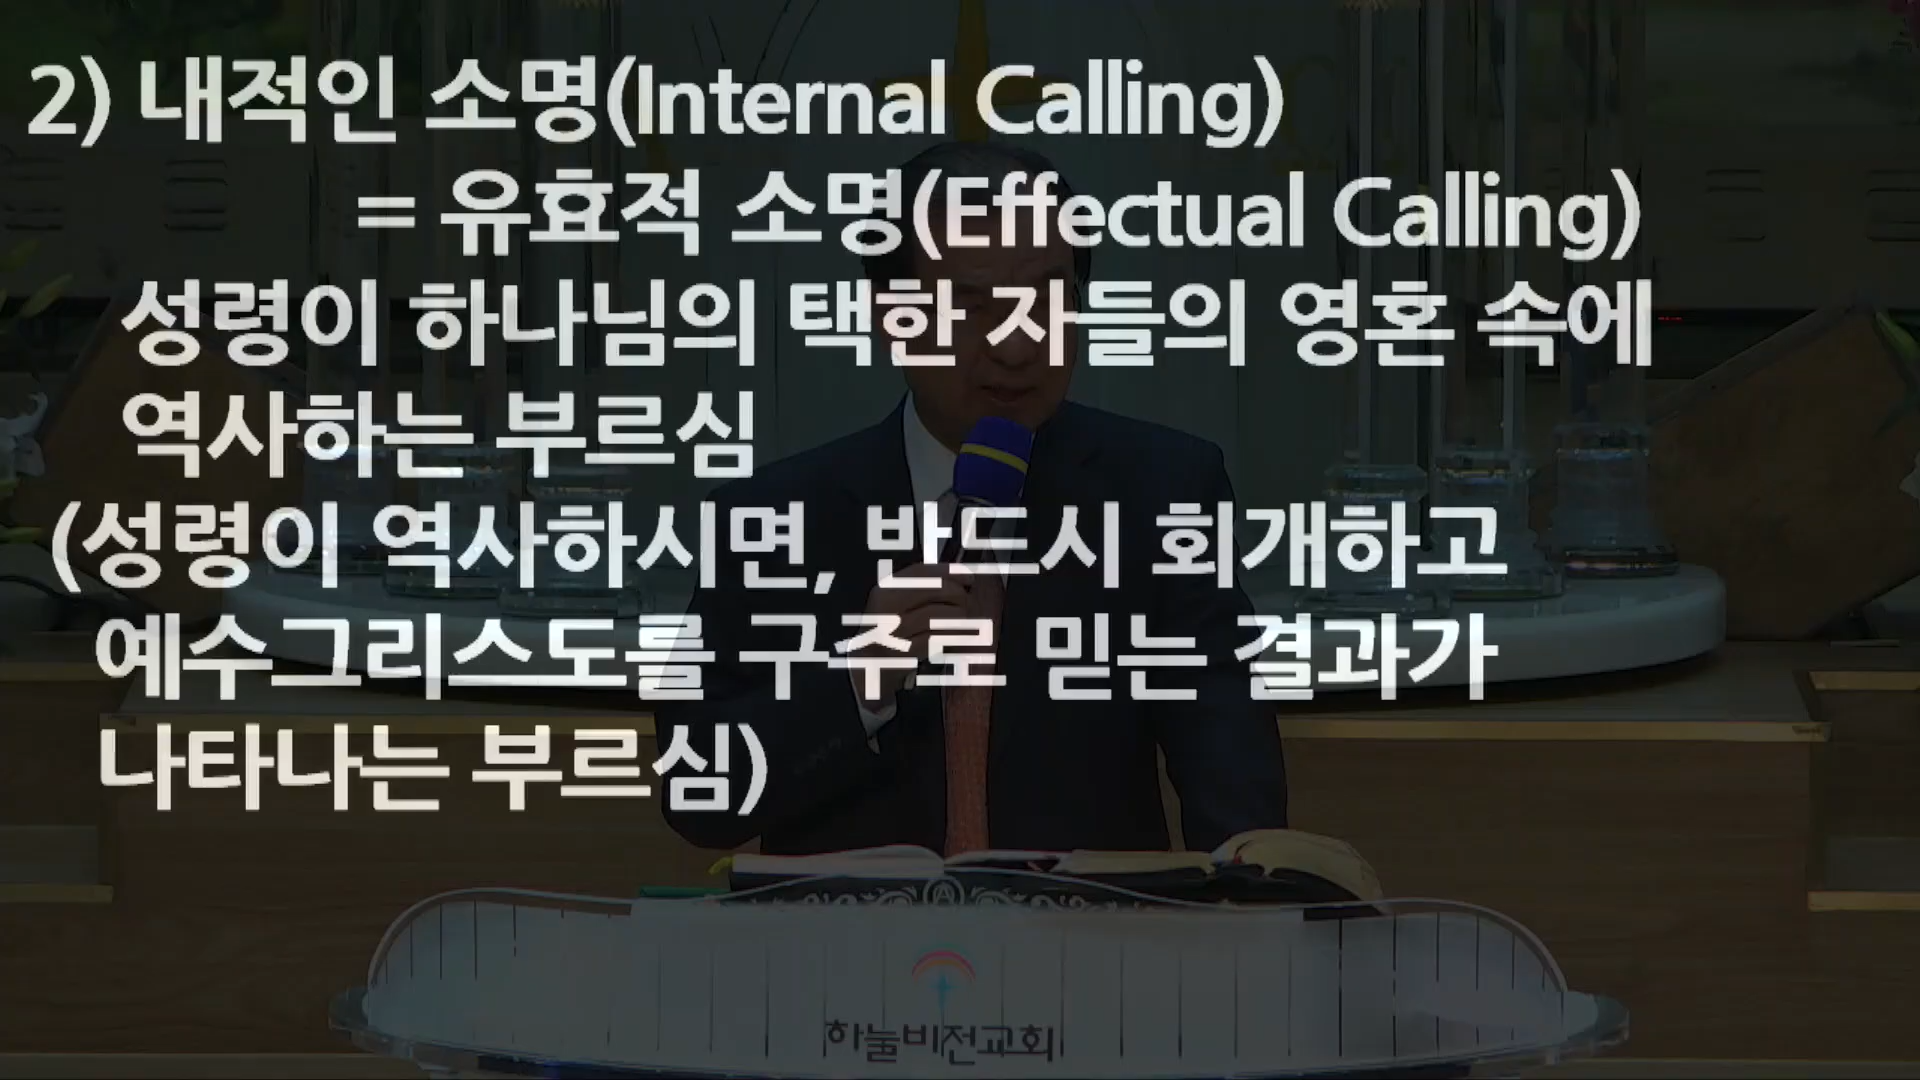 2) 내적인 소명(Internal Calling)
= 유효적 소명(Effectual Calling)
성령이 하나님의 택한 자들의 영혼 속에
역사하는 부르심
(성령이 역사하시면, 반드시 회개하고
예수그리스도를 구주로 믿는 결과가
나타나는 부르심)
하늘비전교회